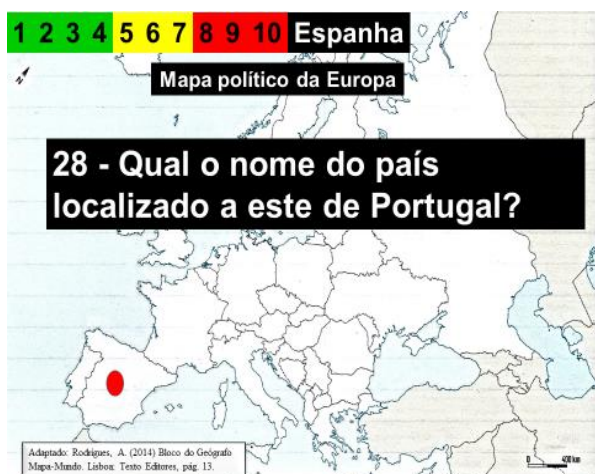 1 2 3 4 5 6 7 8 9 10 Espanha
Mapa político da Europa
28 - Qual o nome do país
localizado a este de Portugal?
Adaptado: Rodrigues, A. (2014) Bloco do Geógrafo
Mapa-Mundo. Lisboa: Texto Editores, pág. 13.
0 400 km